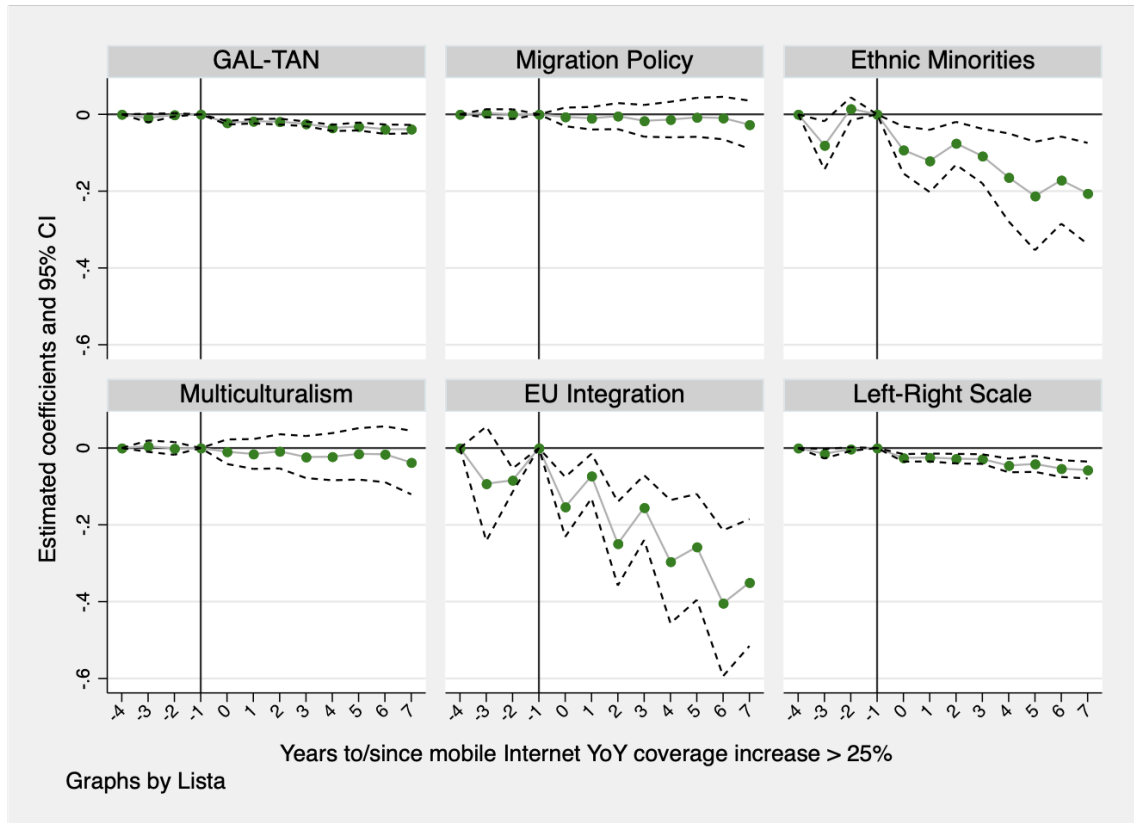 GAL-TAN
Migration Policy
Ethnic Minorities
0
-.2
-.4
-.6
Multiculturalism
EU Integration
Left-Right Scale
0
-.2
-.4
-.6
Estimated coefficients and 95% CI
-4 -3 -2 -1 0 1 2 3 4 5 6 7
-4 -3 -2 -1 0 1 2 3 4 5 6 7
-4 -3 -2 -1 0 1 2 3 4 5 6 7
Years to/since mobile Internet YoY coverage increase > 25%
Graphs by Lista